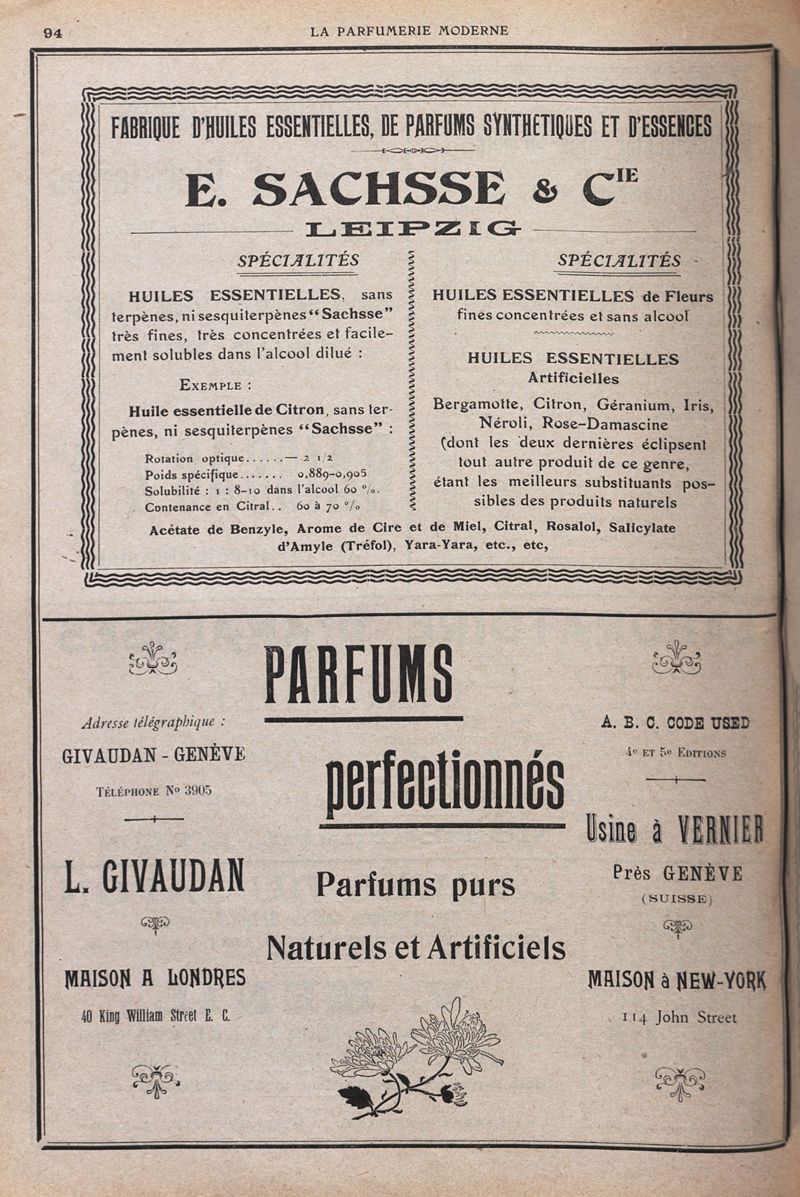 94
LA PARFUMERIE MODERNE
FABRIQUE D'HUILES ESSENTIELLES, DE PARFUMS SYNTHETIQUES ET D'ESSENCES
E. SACHSSE & CIE
LEIPZIG
SPÉCIALITÉS
HUILES ESSENTIELLES, sans
terpènes, ni sesquiterpènes “Sachsse”
très fines, très concentrées et facile-
ment solubles dans l'alcool dilué :
EXEMPLE :
Huile essentielle de Citron, sans ter-
pènes, ni sesquiterpènes “Sachsse” :
Rotation optique......— 2 1/2
Poids spécifique....... 0,889-0,905
Solubilité : 1 : 8-10 dans l'alcool 60 %.
Contenance en Citral.. 60 à 70 %
SPÉCIALITÉS
HUILES ESSENTIELLES de Fleurs
fines concentrées et sans alcool
HUILES ESSENTIELLES
Artificielles
Bergamotte, Citron, Géranium, Iris,
Néroli, Rose-Damascine
(dont les deux dernières éclipsent
tout autre produit de ce genre,
étant les meilleurs substituants pos-
sibles des produits naturels
Acétate de Benzyle, Arome de Cire et de Miel, Citral, Rosalol, Salicylate
d'Amyle (Tréfol), Yara-Yara, etc., etc,
Adresse télégraphique :
GIVAUDAN - GENÈVE
TÉLÉPHONE No 3905
L. GIVAUDAN
MAISON A LONDRES
40 King William Street E. C.
PARFUMS
perfectionnés
Parfums purs
Naturels et Artificiels
A. B. C. CODE USED
4e ET 5e EDITIONS
Usine à VERNIER
Près GENÈVE
(SUISSE)
MAISON à NEW-YORK
114 John Street